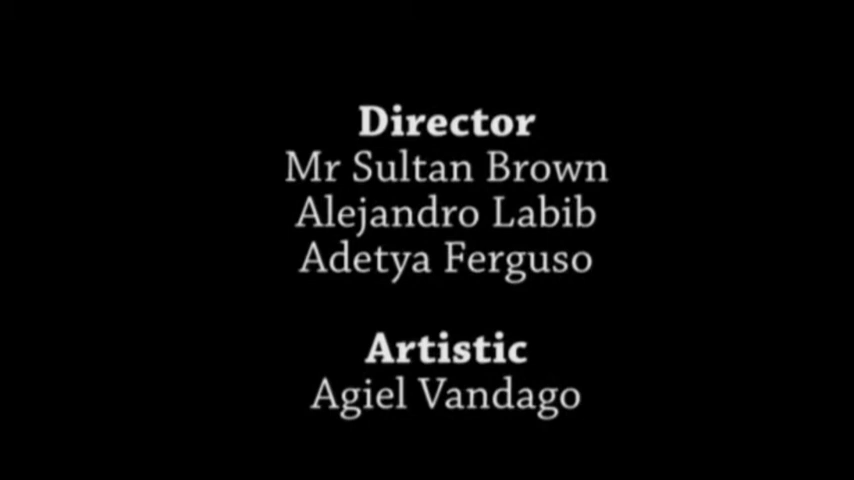 Director
Mr Sultan Brown
Alejandro Labib
Adetya Ferguso
Artistic
Agiel Vandago